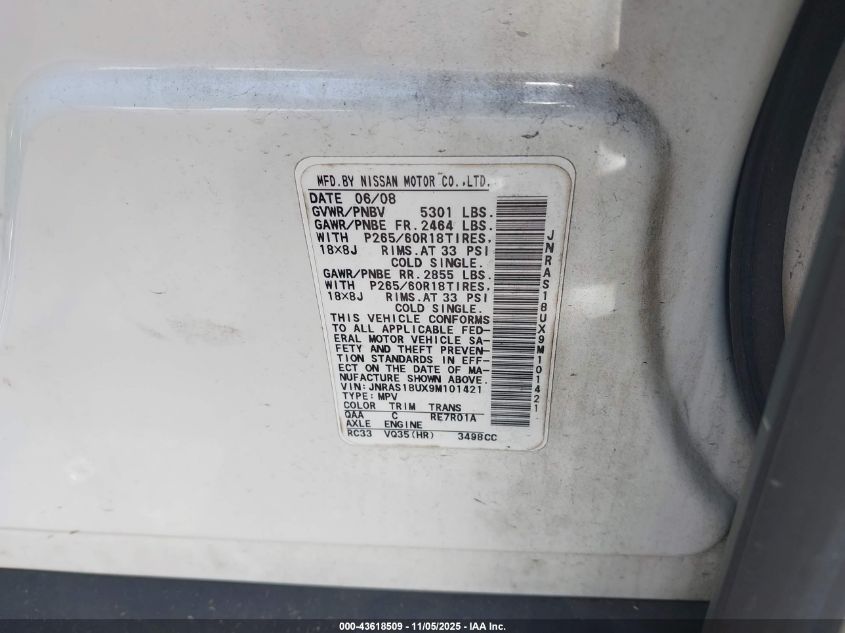 MFD. BY NISSAN MOTOR CO., LTD.
DATE 06/08
GVWR/PNBV 5301 LBS.
GAWR/PNBE FR. 2464 LBS.
WITH P265/60R18TIRES,
18×8J RIMS.AT 33 PSI
COLD SINGLE.
GAWR/PNBE RR. 2855 LBS.
WITH P265/60R18TIRES,
18×8J RIMS.AT 33 PSI
COLD SINGLE.
THIS VEHICLE CONFORMS
TO ALL APPLICABLE FED-
ERAL MOTOR VEHICLE SA-
FETY AND THEFT PREVEN-
TION STANDARDS IN EFF-
ECT ON THE DATE OF MA-
NUFACTURE SHOWN ABOVE.
VIN: JNRAS18UX9M101421
TYPE: MPV
COLOR TRIM TRANS
QAA C RE7R01A
AXLE ENGINE
RC33 VQ35(HR) 3498CC
JNRAS18UX9M101421
000-43618509 - 11/05/2025 - IAA Inc.